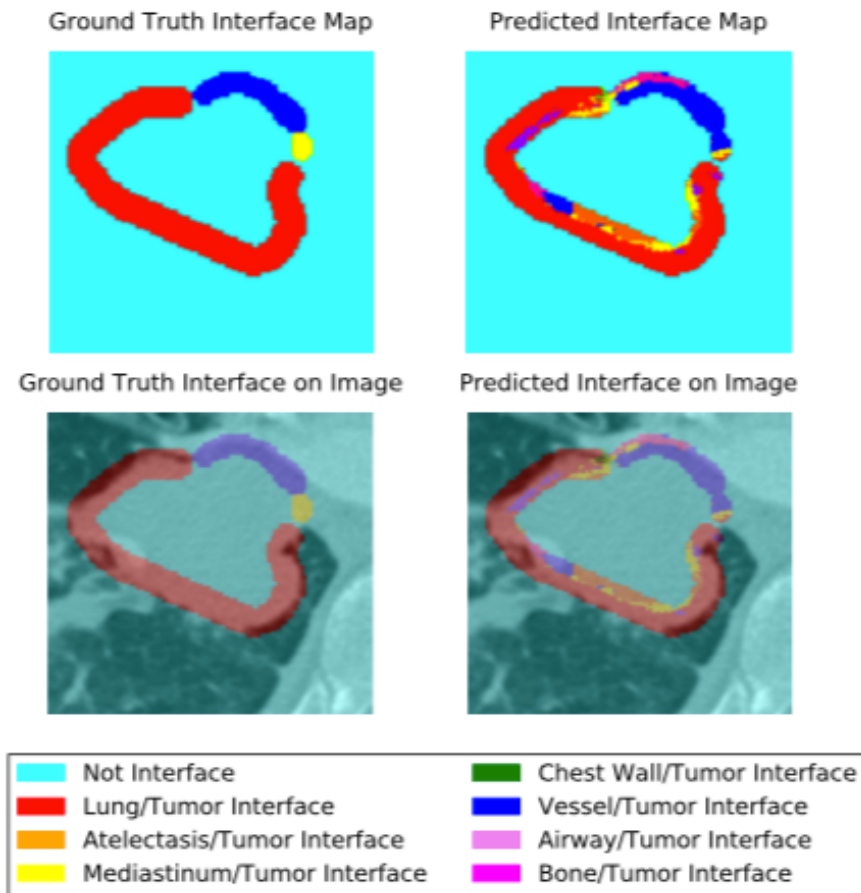 Ground Truth Interface Map
Predicted Interface Map
Ground Truth Interface on Image
Predicted Interface on Image
Not Interface
Lung/Tumor Interface
Atelectasis/Tumor Interface
Mediastinum/Tumor Interface
Chest Wall/Tumor Interface
Vessel/Tumor Interface
Airway/Tumor Interface
Bone/Tumor Interface